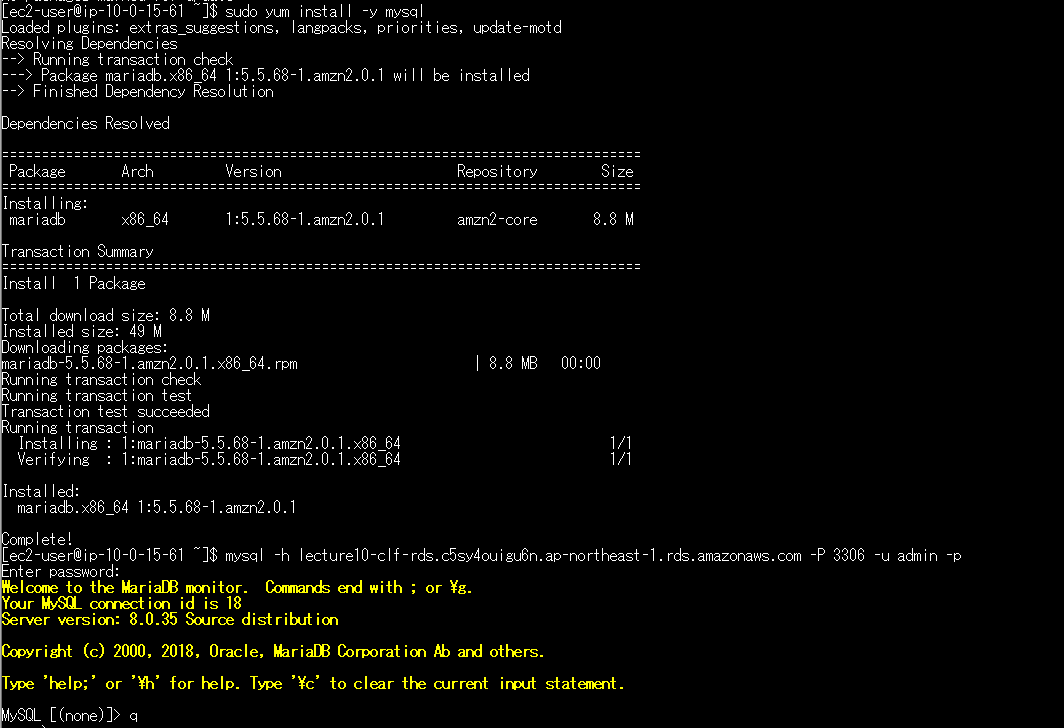 [ec2-user@ip-10-0-15-61 ~]$ sudo yum install -y mysql
Loaded plugins: extras_suggestions, langpacks, priorities, update-motd
Resolving Dependencies
--> Running transaction check
---> Package mariadb.x86_64 1:5.5.68-1.amzn2.0.1 will be installed
--> Finished Dependency Resolution
Dependencies Resolved
================================================================================
Package Arch Version Repository Size
================================================================================
Installing:
mariadb x86_64 1:5.5.68-1.amzn2.0.1 amzn2-core 8.8 M
Transaction Summary
================================================================================
Install 1 Package
Total download size: 8.8 M
Installed size: 49 M
Downloading packages:
mariadb-5.5.68-1.amzn2.0.1.x86_64.rpm | 8.8 MB 00:00
Running transaction check
Running transaction test
Transaction test succeeded
Running transaction
Installing : 1:mariadb-5.5.68-1.amzn2.0.1.x86_64 1/1
Verifying : 1:mariadb-5.5.68-1.amzn2.0.1.x86_64 1/1
Installed:
mariadb.x86_64 1:5.5.68-1.amzn2.0.1
Complete!
[ec2-user@ip-10-0-15-61 ~]$ mysql -h lecture10-clf-rds.c5sy4ouigu6n.ap-northeast-1.rds.amazonaws.com -P 3306 -u admin -p
Enter password:
Welcome to the MariaDB monitor.  Commands end with ; or ¥g.
Your MySQL connection id is 18
Server version: 8.0.35 Source distribution
Copyright (c) 2000, 2018, Oracle, MariaDB Corporation Ab and others.
Type 'help;' or '¥h' for help. Type '¥c' to clear the current input statement.
MySQL [(none)]> q